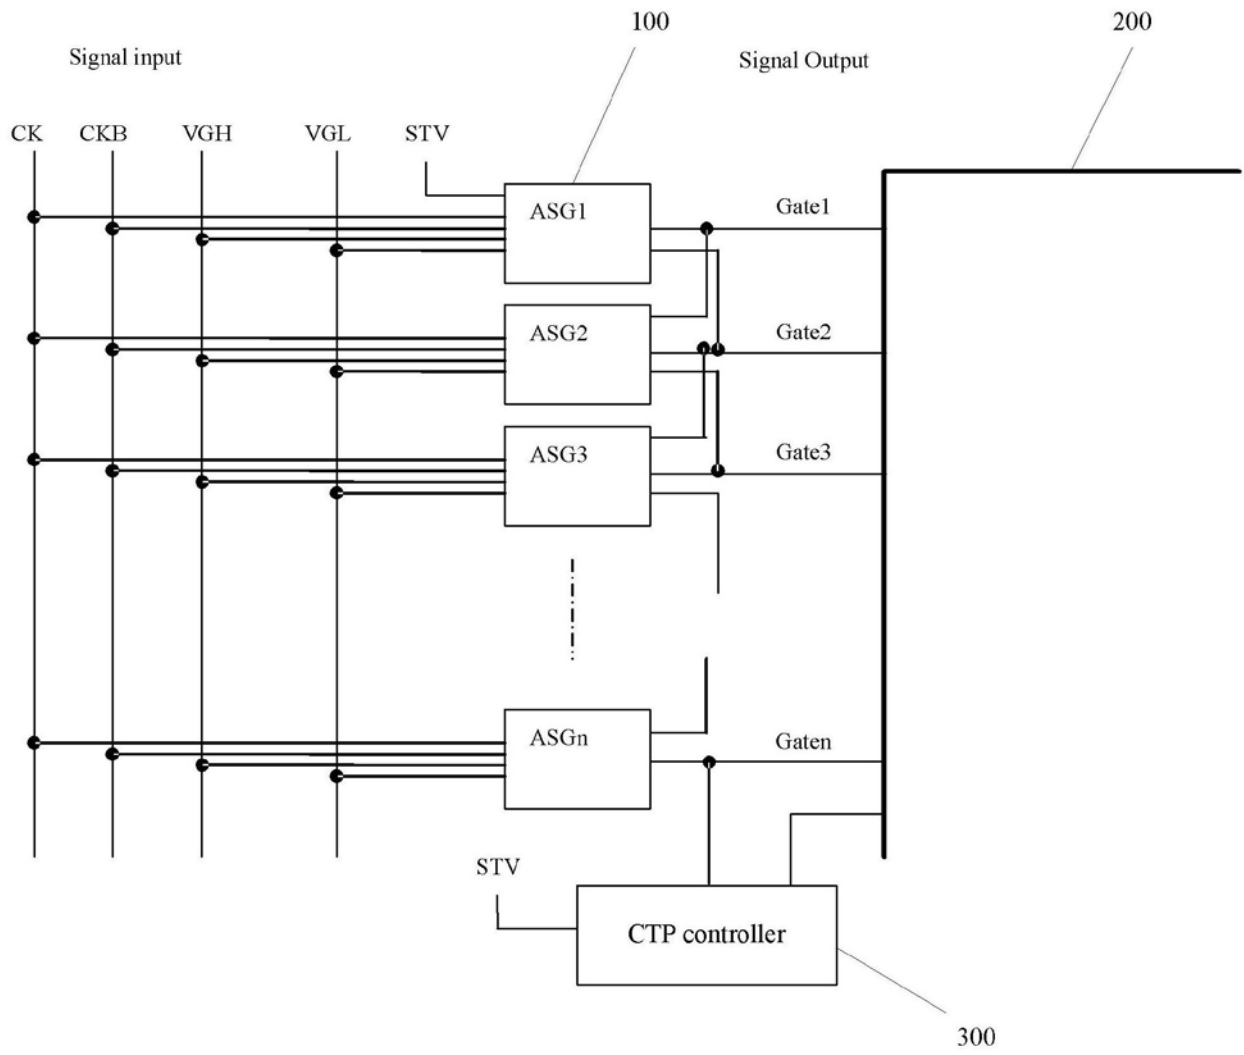 100
200
Signal input
Signal Output
CK
CKB
VGH
VGL
STV
ASG1
Gate1
ASG2
Gate2
ASG3
Gate3
ASGn
Gaten
STV
CTP controller
300